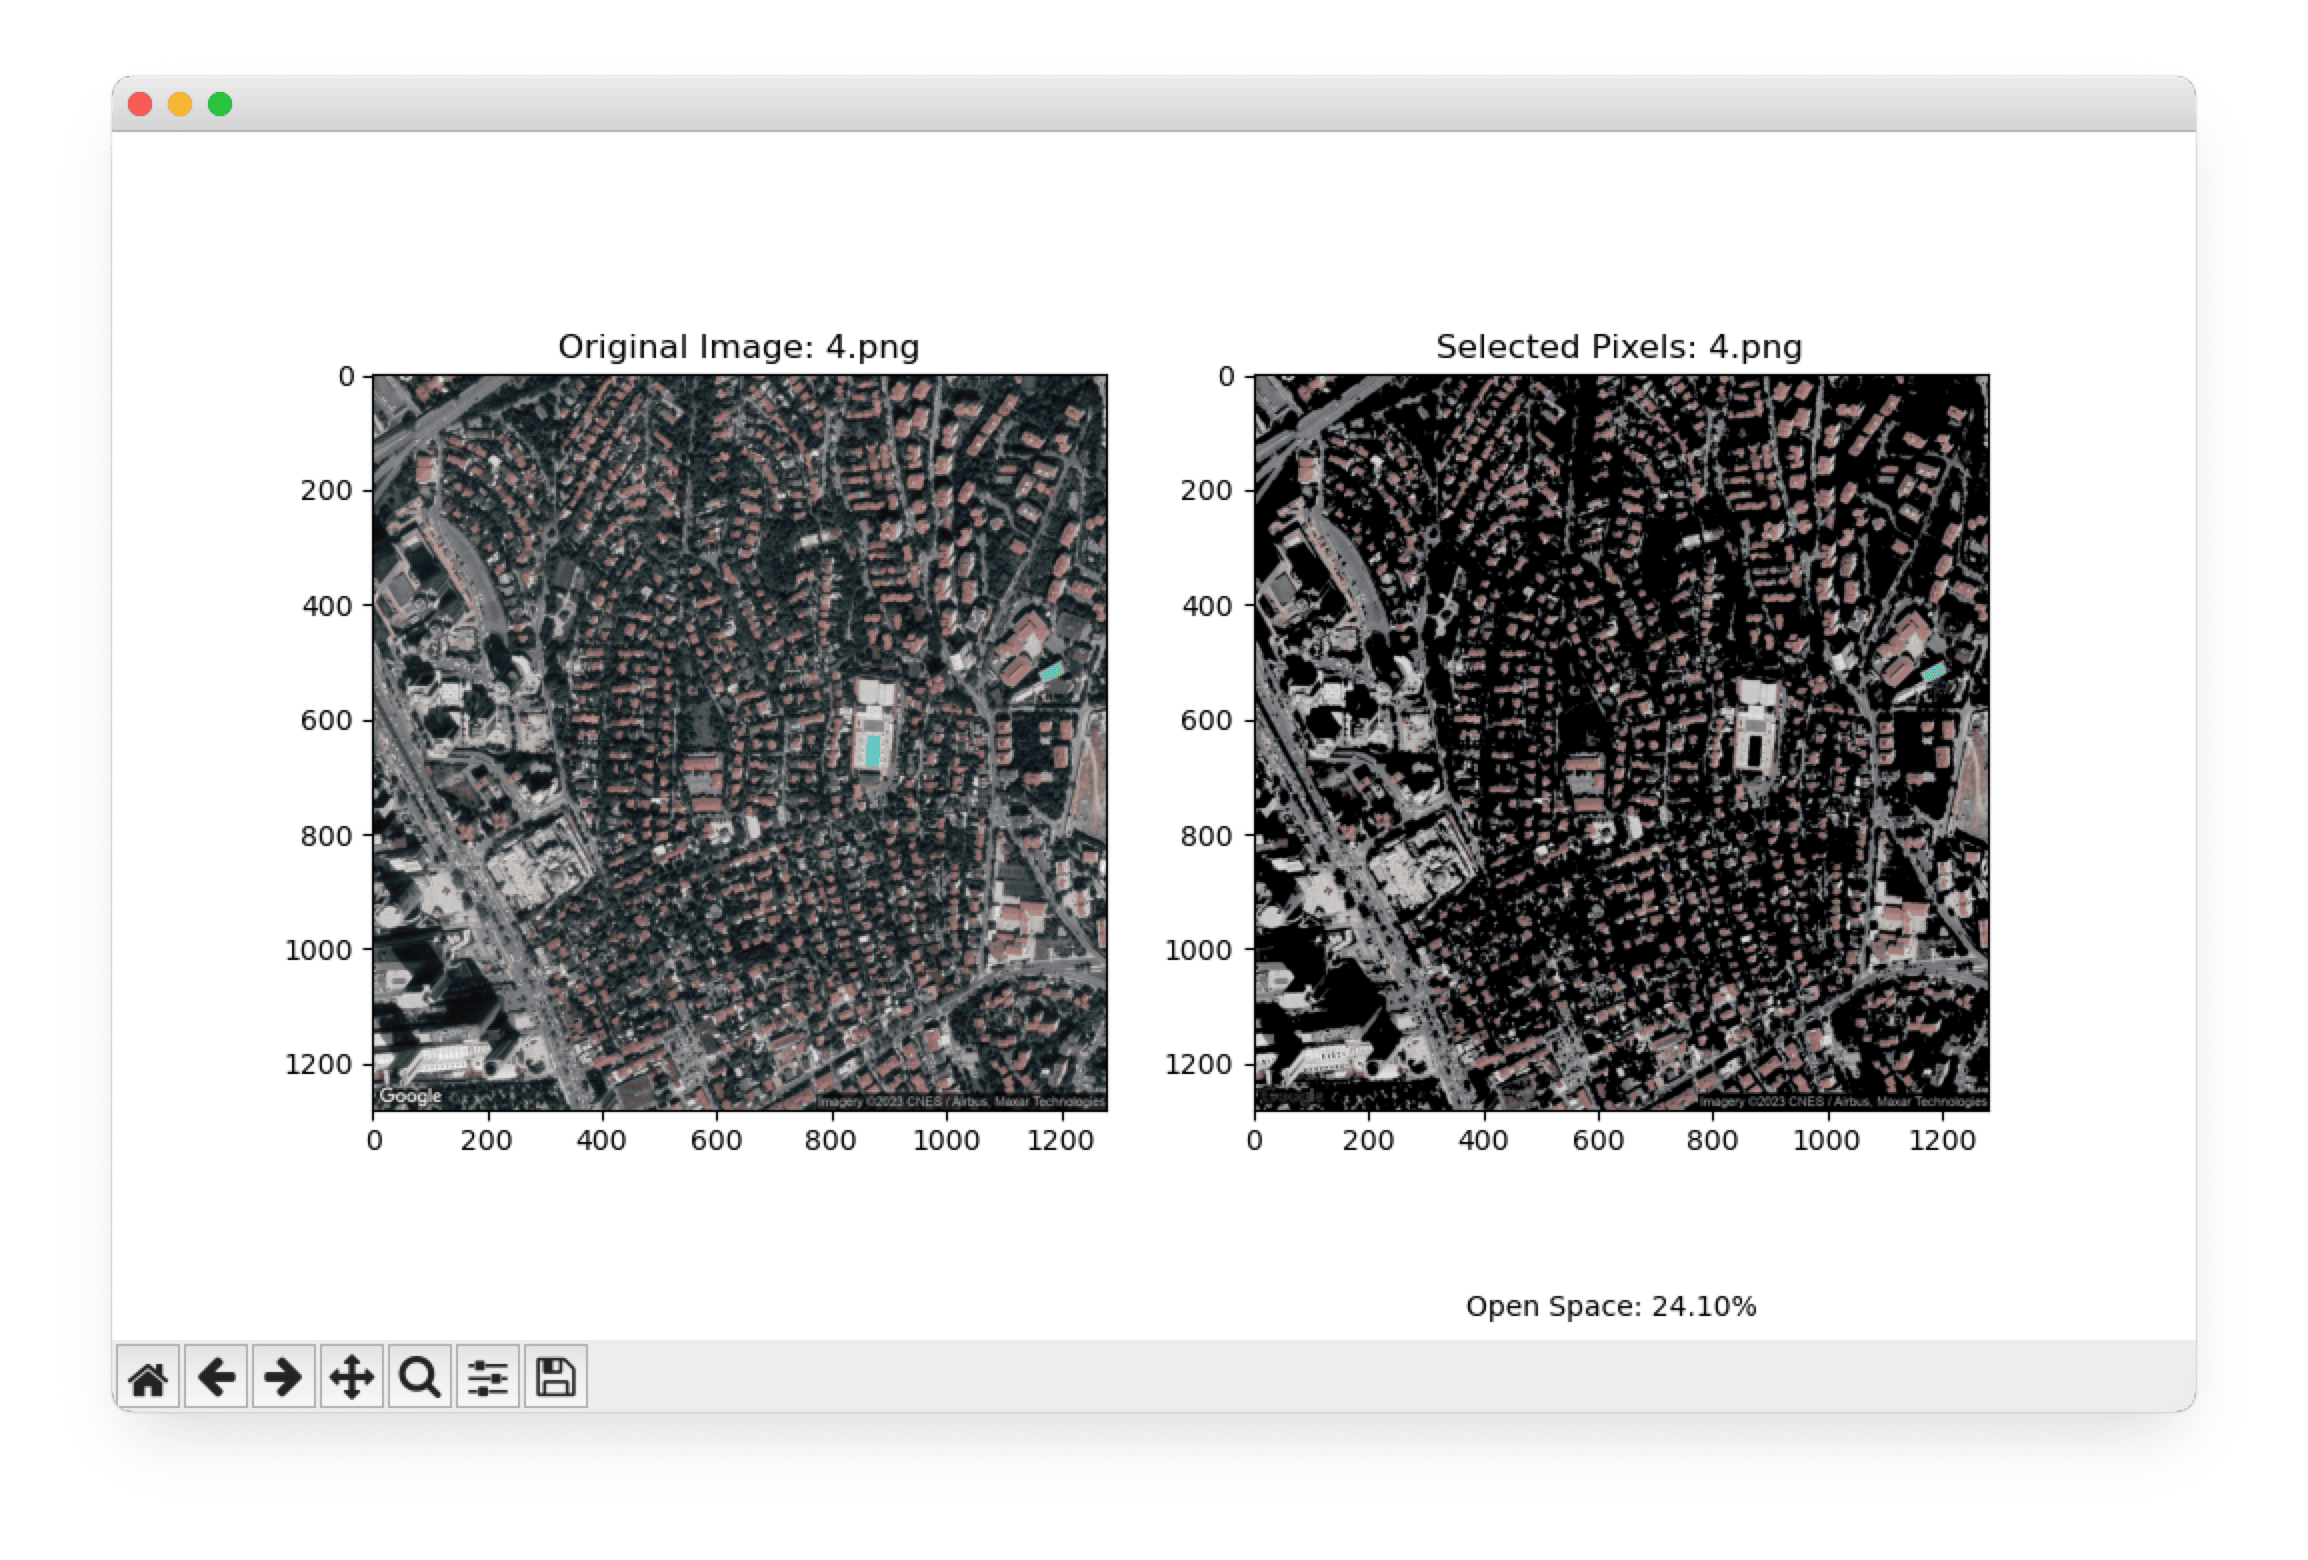 Original Image: 4.png
0
200
400
600
800
1000
1200
Google
Imagery ©2023 CNES / Airbus, Maxar Technologies
0 200 400 600 800 1000 1200
Selected Pixels: 4.png
0
200
400
600
800
1000
1200
Google
Imagery ©2023 CNES / Airbus, Maxar Technologies
0 200 400 600 800 1000 1200
Open Space: 24.10%